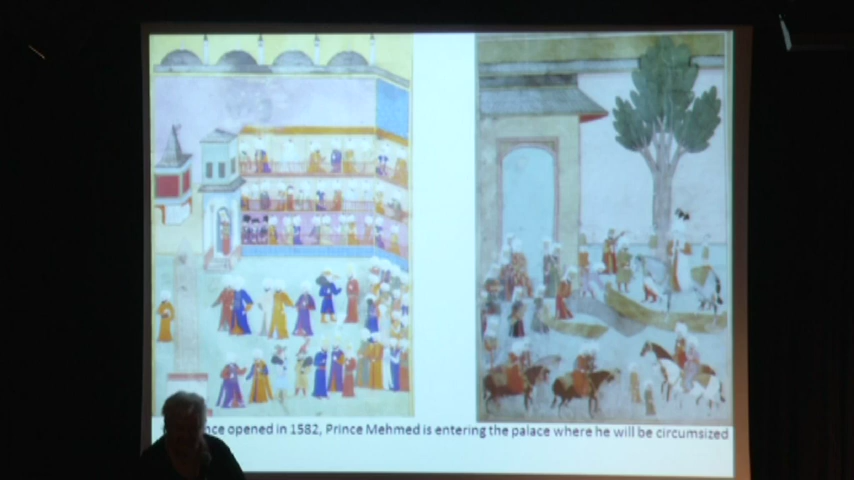 nce opened in 1582, Prince Mehmed is entering the palace where he will be circumsized